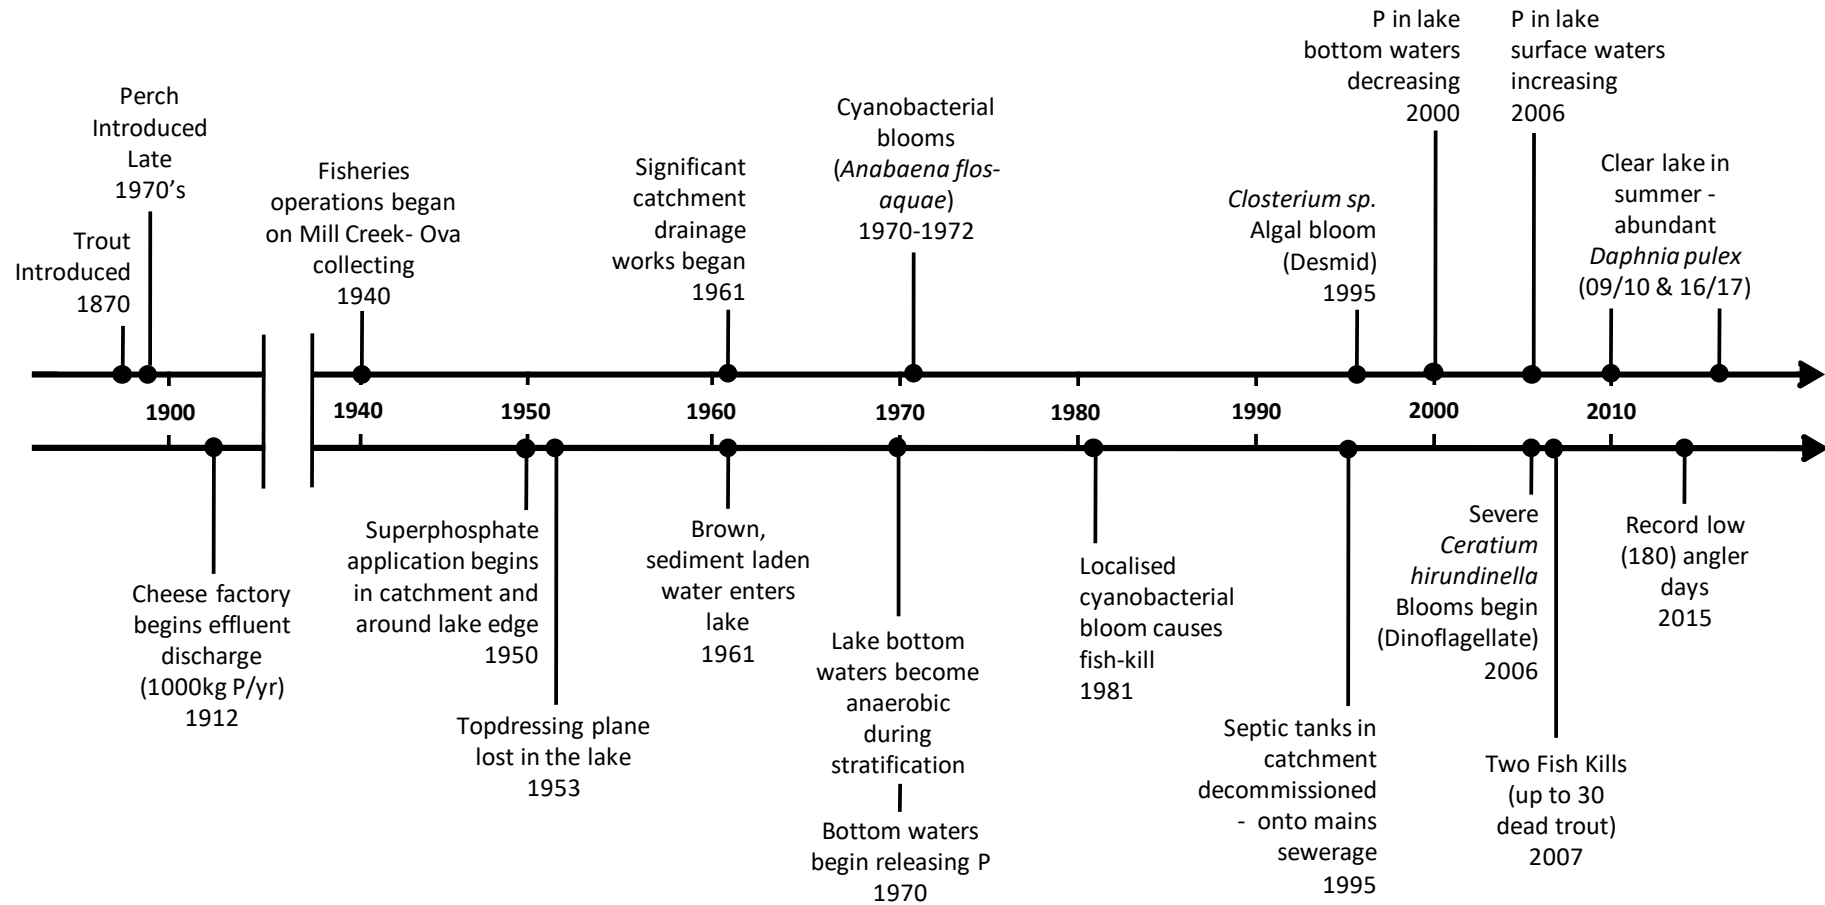 P in lake
bottom waters
decreasing
2000
P in lake
surface waters
increasing
2006
Perch
Introduced
Late
1970’s
Cyanobacterial
blooms
(Anabaena flos-
aquae)
1970-1972
Trout
Introduced
1870
Fisheries
operations began
on Mill Creek- Ova
collecting
1940
Significant
catchment
drainage
works began
1961
Closterium sp.
Algal bloom
(Desmid)
1995
Clear lake in
summer -
abundant
Daphnia pulex
(09/10 & 16/17)
1900
1940
1950
1960
1970
1980
1990
2000
2010
Cheese factory
begins effluent
discharge
(1000kg P/yr)
1912
Superphosphate
application begins
in catchment and
around lake edge
1950
Topdressing plane
lost in the lake
1953
Brown,
sediment laden
water enters
lake
1961
Lake bottom
waters become
anaerobic
during
stratification
Bottom waters
begin releasing P
1970
Localised
cyanobacterial
bloom causes
fish-kill
1981
Septic tanks in
catchment
decommissioned
- onto mains
sewerage
1995
Severe
Ceratium
hirundinella
Blooms begin
(Dinoflagellate)
2006
Two Fish Kills
(up to 30
dead trout)
2007
Record low
(180) angler
days
2015